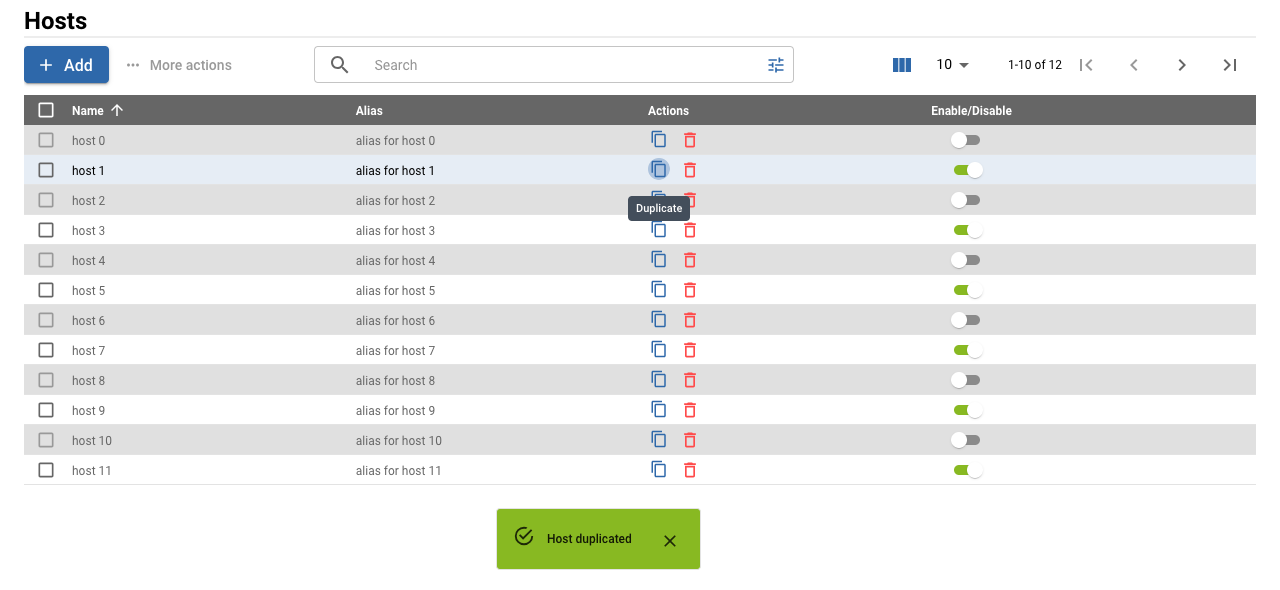 Hosts
Add
More actions
Search
10
1-10 of 12
Name Alias Actions Enable/Disable
host 0 alias for host 0
host 1 alias for host 1
host 2 alias for host 2
Duplicate
host 3 alias for host 3
host 4 alias for host 4
host 5 alias for host 5
host 6 alias for host 6
host 7 alias for host 7
host 8 alias for host 8
host 9 alias for host 9
host 10 alias for host 10
host 11 alias for host 11
Host duplicated